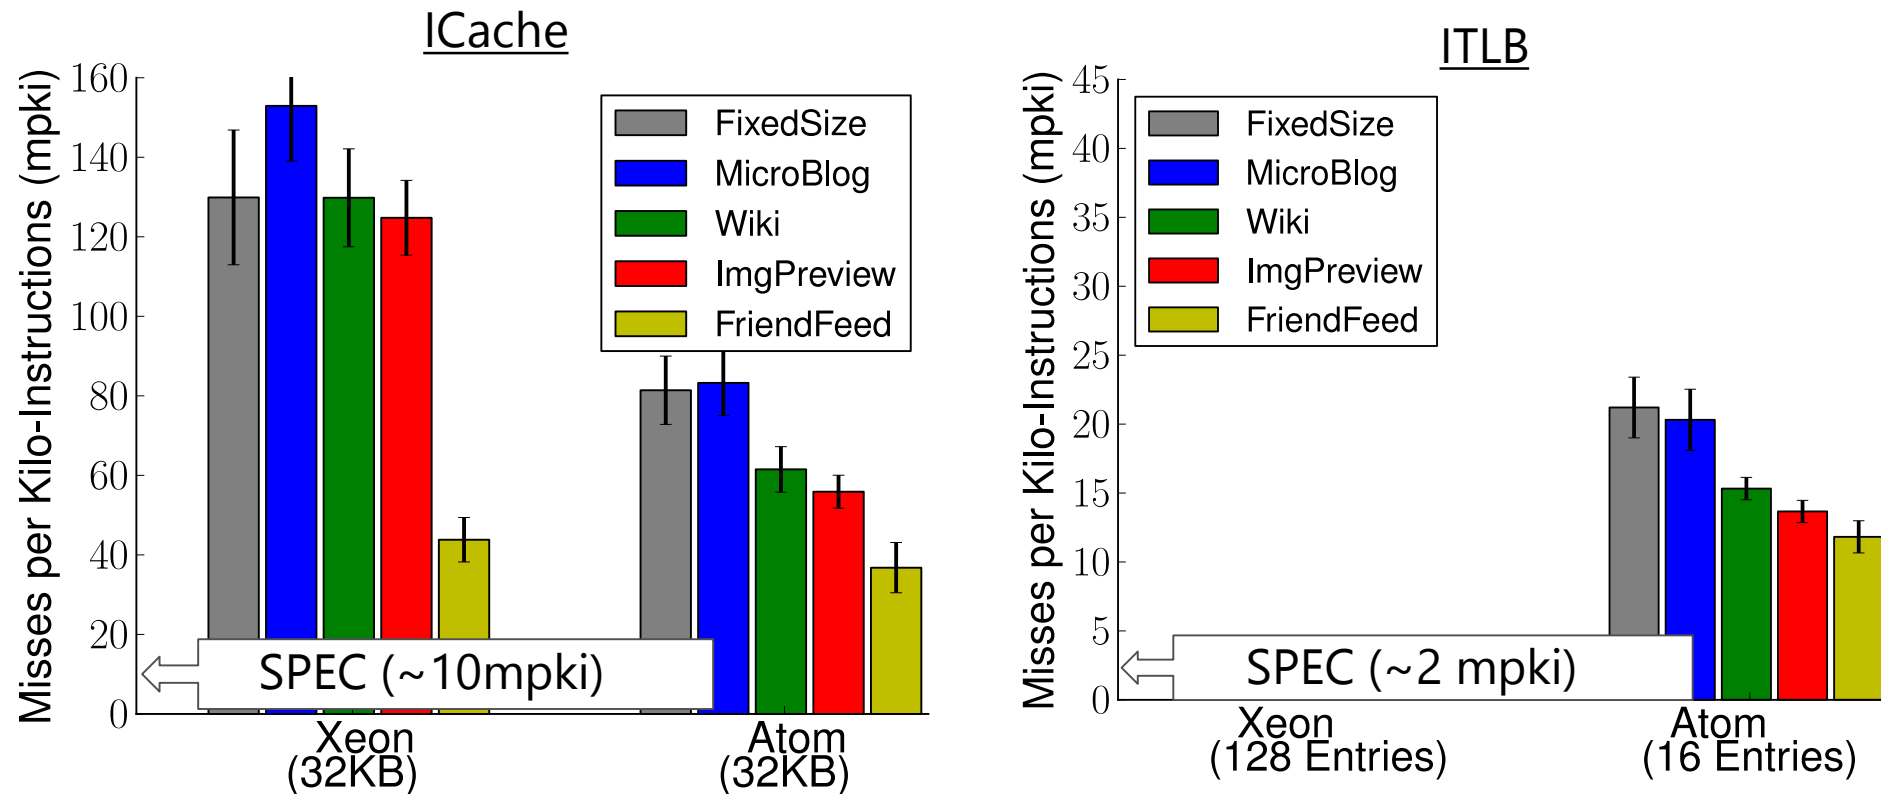 ICache
Misses per Kilo-Instructions (mpki)
160
140
120
100
80
60
40
20
0
FixedSize
MicroBlog
Wiki
ImgPreview
FriendFeed
SPEC (~10mpki)
Xeon
(32KB)
Atom
(32KB)
ITLB
Misses per Kilo-Instructions (mpki)
45
40
35
30
25
20
15
10
5
0
FixedSize
MicroBlog
Wiki
ImgPreview
FriendFeed
SPEC (~2 mpki)
Xeon
(128 Entries)
Atom
(16 Entries)